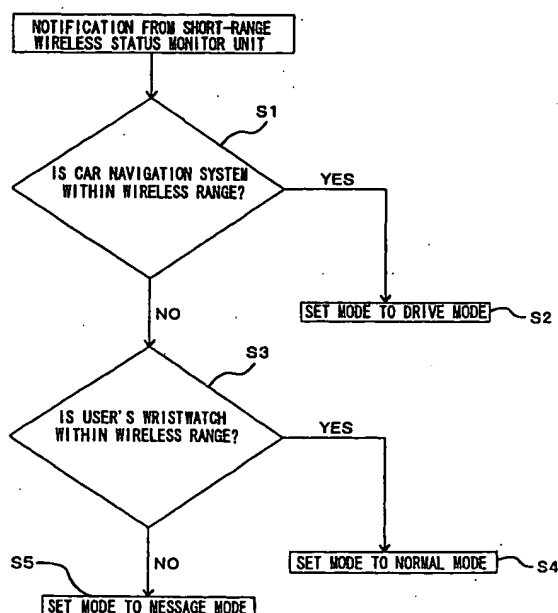 NOTIFICATION FROM SHORT-RANGE
WIRELESS STATUS MONITOR UNIT
S1
IS CAR NAVIGATION SYSTEM
WITHIN WIRELESS RANGE?
YES
SET MODE TO DRIVE MODE
S2
NO
S3
IS USER'S WRISTWATCH
WITHIN WIRELESS RANGE?
YES
SET MODE TO NORMAL MODE
S4
NO
S5
SET MODE TO MESSAGE MODE